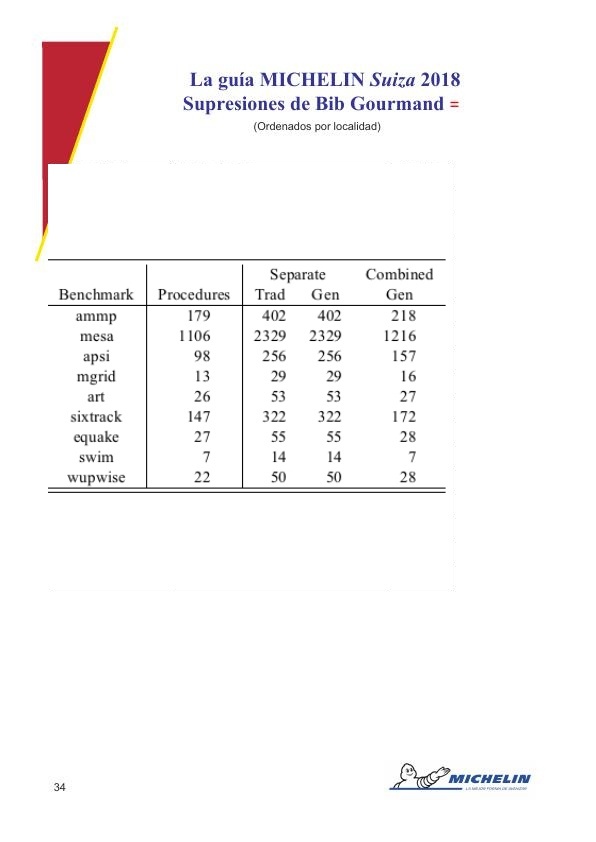 La guía MICHELIN Suiza 2018
Supresiones de Bib Gourmand =
(Ordenados por localidad)
Separate Combined
Benchmark Procedures Trad Gen Gen
ammp 179 402 402 218
mesa 1106 2329 2329 1216
apsi 98 256 256 157
mgrid 13 29 29 16
art 26 53 53 27
sixtrack 147 322 322 172
equake 27 55 55 28
swim 7 14 14 7
wupwise 22 50 50 28
34
MICHELIN
LA MEJOR FORMA DE AVANZAR